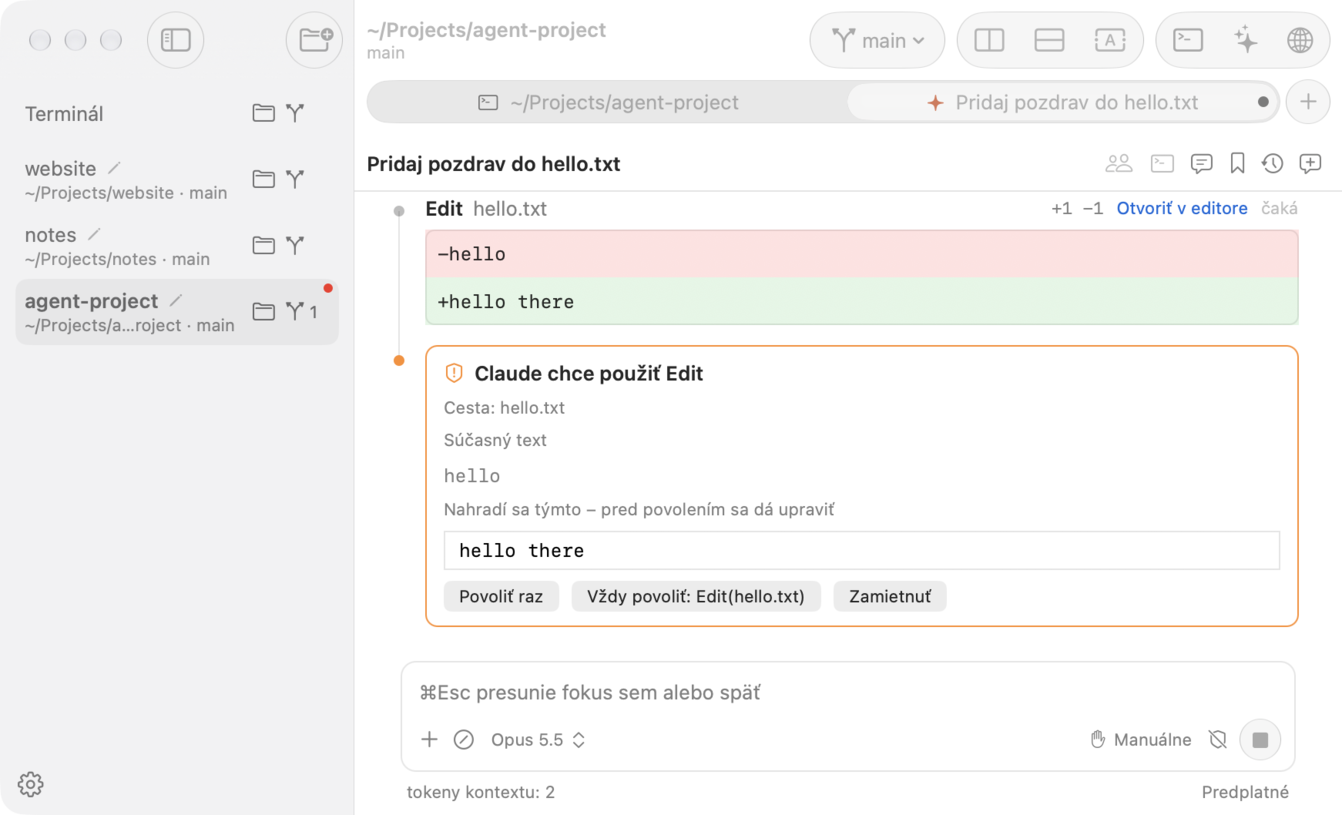 ~/Projects/agent-project
main
main
Terminál
~/Projects/agent-project
Pridaj pozdrav do hello.txt
website
~/Projects/website · main
notes
~/Projects/notes · main
agent-project
~/Projects/a...roject · main
1
Pridaj pozdrav do hello.txt
Edit hello.txt
+1 −1 Otvoriť v editore čaká
−hello
+hello there
Claude chce použiť Edit
Cesta: hello.txt
Súčasný text
hello
Nahradí sa týmto – pred povolením sa dá upraviť
hello there
Povoliť raz
Vždy povoliť: Edit(hello.txt)
Zamietnuť
⌘Esc presunie fokus sem alebo späť
Opus 5.5
Manuálne
tokeny kontextu: 2
Predplatné